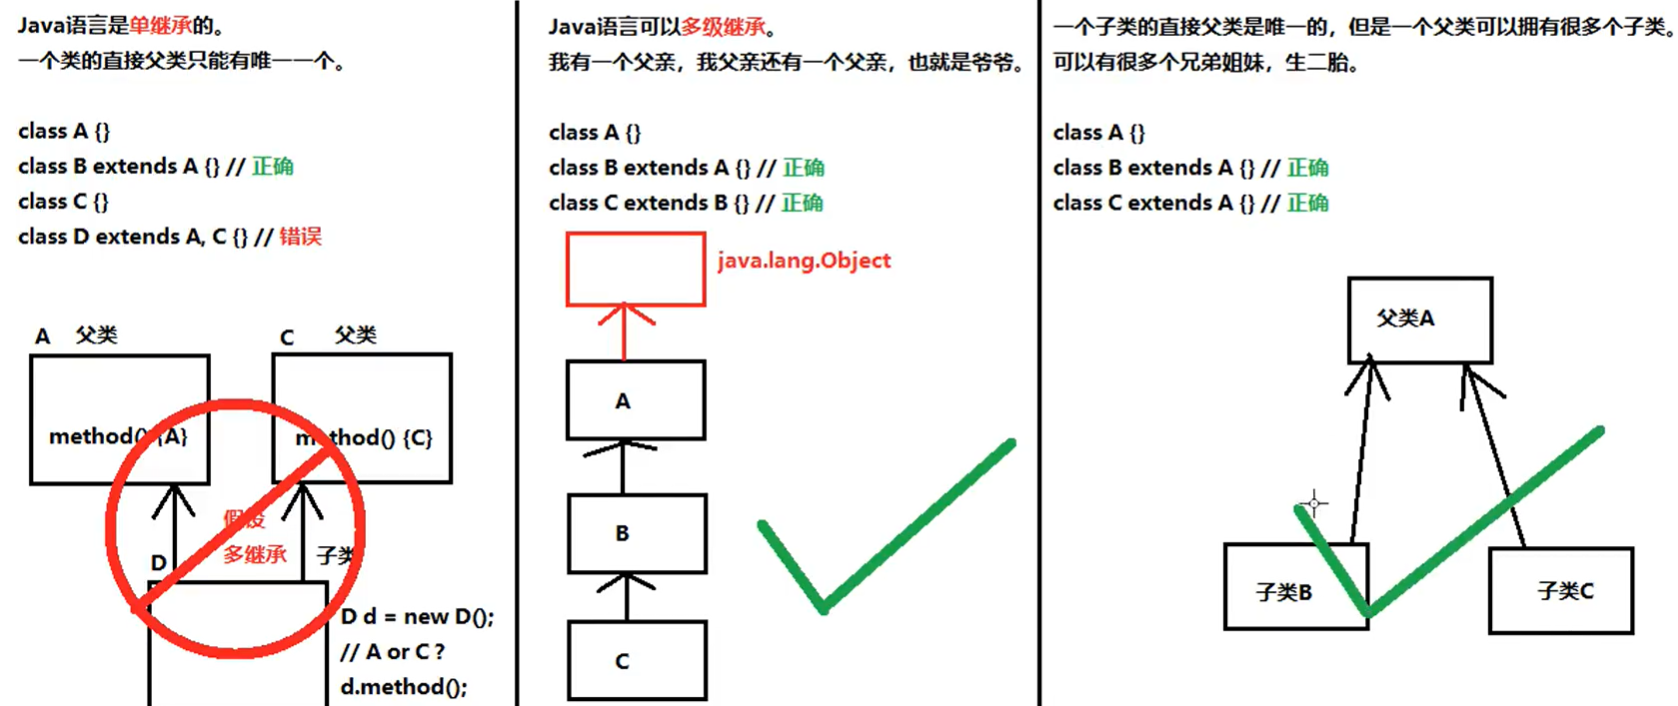 Java语言是单继承的。
一个类的直接父类只能有唯一一个。
class A {}
class B extends A {} // 正确
class C {}
class D extends A, C {} // 错误
A 父类
C 父类
method() {A}
method() {C}
假设
多继承
D
子类
D d = new D();
// A or C ?
d.method();
Java语言可以多级继承。
我有一个父亲，我父亲还有一个父亲，也就是爷爷。
class A {}
class B extends A {} // 正确
class C extends B {} // 正确
java.lang.Object
A
B
C
一个子类的直接父类是唯一的，但是一个父类可以拥有很多个子类。
可以有很多个兄弟姐妹，生二胎。
class A {}
class B extends A {} // 正确
class C extends A {} // 正确
父类A
子类B
子类C